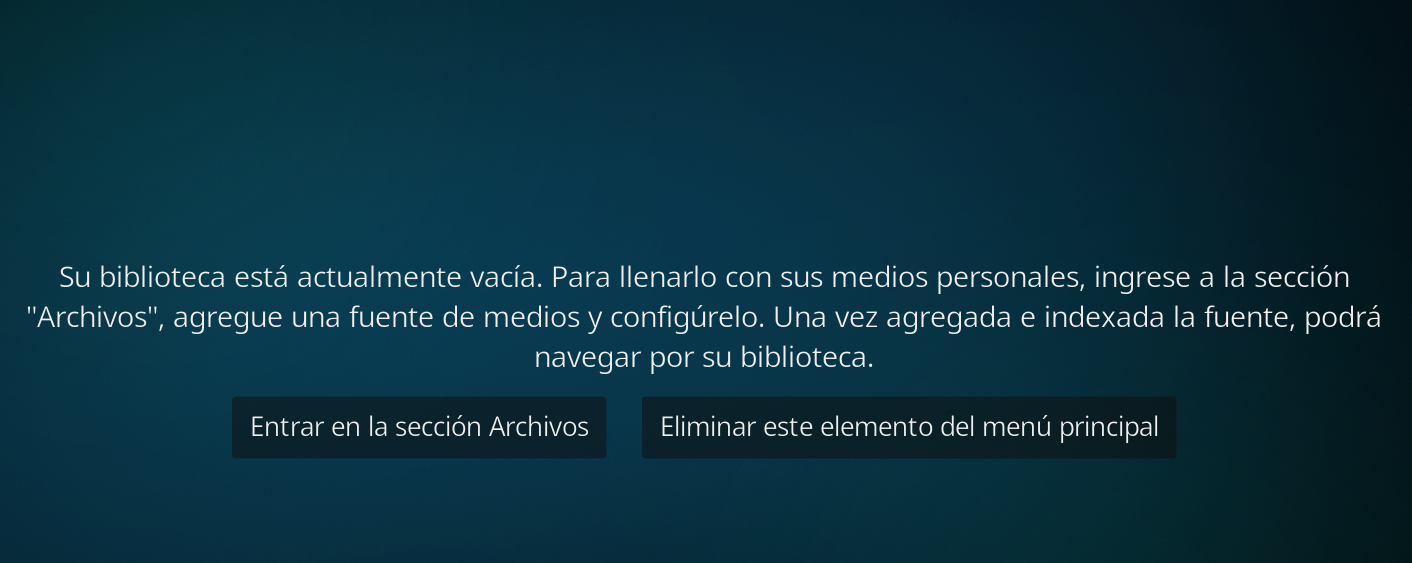 Su biblioteca está actualmente vacía. Para llenarlo con sus medios personales, ingrese a la sección
"Archivos", agregue una fuente de medios y configúrelo. Una vez agregada e indexada la fuente, podrá
navegar por su biblioteca.
Entrar en la sección Archivos
Eliminar este elemento del menú principal